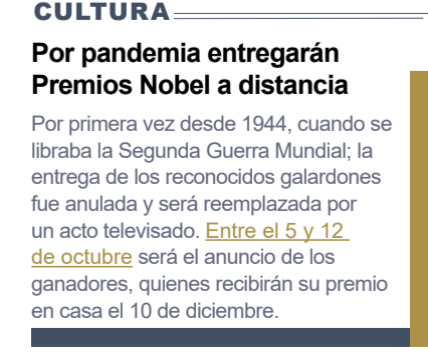 CULTURA
Por pandemia entregarán
Premios Nobel a distancia
Por primera vez desde 1944, cuando se
libraba la Segunda Guerra Mundial; la
entrega de los reconocidos galardones
fue anulada y será reemplazada por
un acto televisado. Entre el 5 y 12
de octubre será el anuncio de los
ganadores, quienes recibirán su premio
en casa el 10 de diciembre.